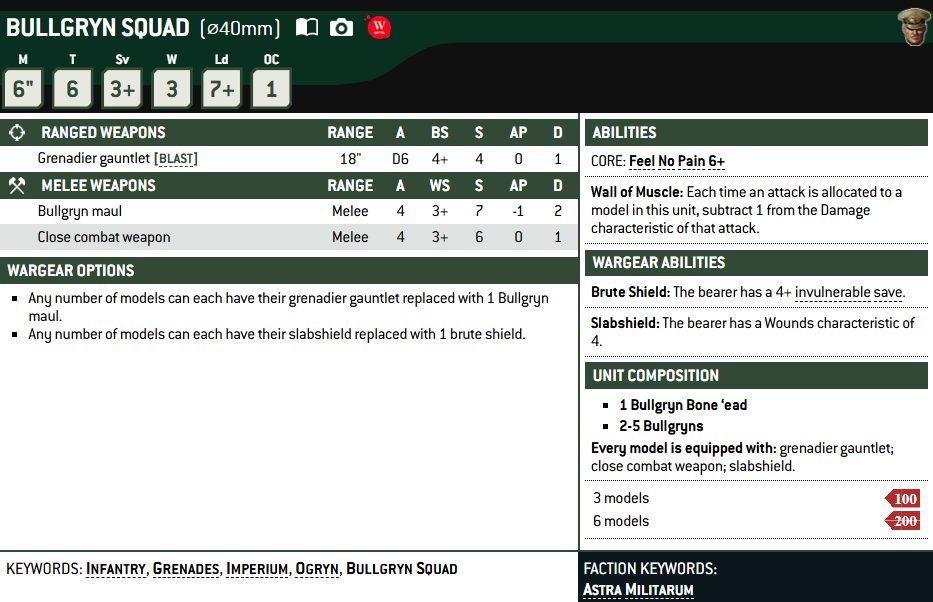 BULLGRYN SQUAD (⌀40mm)
W
M T Sv W Ld OC
6" 6 3+ 3 7+ 1
RANGED WEAPONS RANGE A BS S AP D
Grenadier gauntlet [BLAST] 18" D6 4+ 4 0 1
MELEE WEAPONS RANGE A WS S AP D
Bullgryn maul Melee 4 3+ 7 -1 2
Close combat weapon Melee 4 3+ 6 0 1
WARGEAR OPTIONS
▪ Any number of models can each have their grenadier gauntlet replaced with 1 Bullgryn
maul.
▪ Any number of models can each have their slabshield replaced with 1 brute shield.
ABILITIES
CORE: Feel No Pain 6+
Wall of Muscle: Each time an attack is allocated to a
model in this unit, subtract 1 from the Damage
characteristic of that attack.
WARGEAR ABILITIES
Brute Shield: The bearer has a 4+ invulnerable save.
Slabshield: The bearer has a Wounds characteristic of
4.
UNIT COMPOSITION
▪ 1 Bullgryn Bone ‘ead
▪ 2-5 Bullgryns
Every model is equipped with: grenadier gauntlet;
close combat weapon; slabshield.
3 models 100
6 models 200
KEYWORDS: INFANTRY, GRENADES, IMPERIUM, OGRYN, BULLGRYN SQUAD
FACTION KEYWORDS:
ASTRA MILITARUM